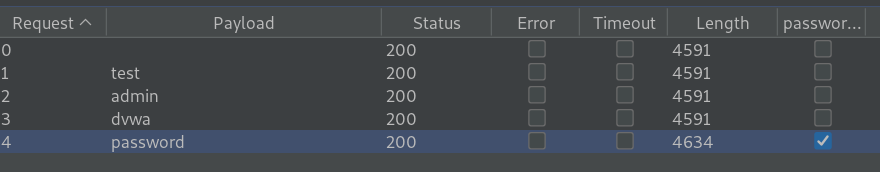 Request Payload Status Error Timeout Length passwor...
0 200 4591
1 test 200 4591
2 admin 200 4591
3 dvwa 200 4591
4 password 200 4634